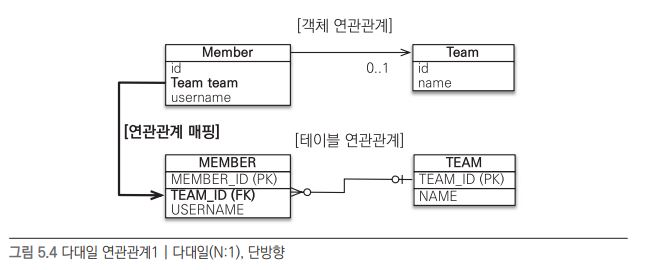 [객체 연관관계]
Member
id
Team team
username
0..1
Team
id
name
[연관관계 매핑]
[테이블 연관관계]
MEMBER
MEMBER_ID (PK)
TEAM_ID (FK)
USERNAME
TEAM
TEAM_ID (PK)
NAME
그림 5.4 다대일 연관관계1 | 다대일(N:1), 단방향